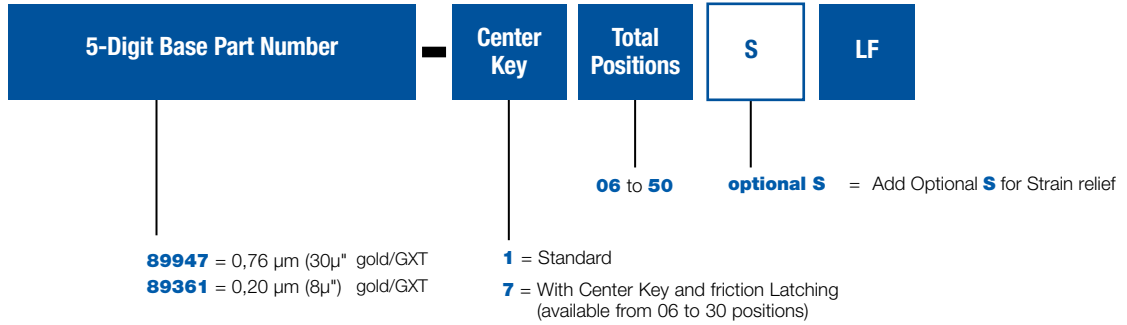 5-Digit Base Part Number - Center Key Total Positions S LF
06 to 50
optional S = Add Optional S for Strain relief
89947 = 0,76 µm (30µ" gold/GXT
89361 = 0,20 µm (8µ") gold/GXT
1 = Standard
7 = With Center Key and friction Latching
(available from 06 to 30 positions)